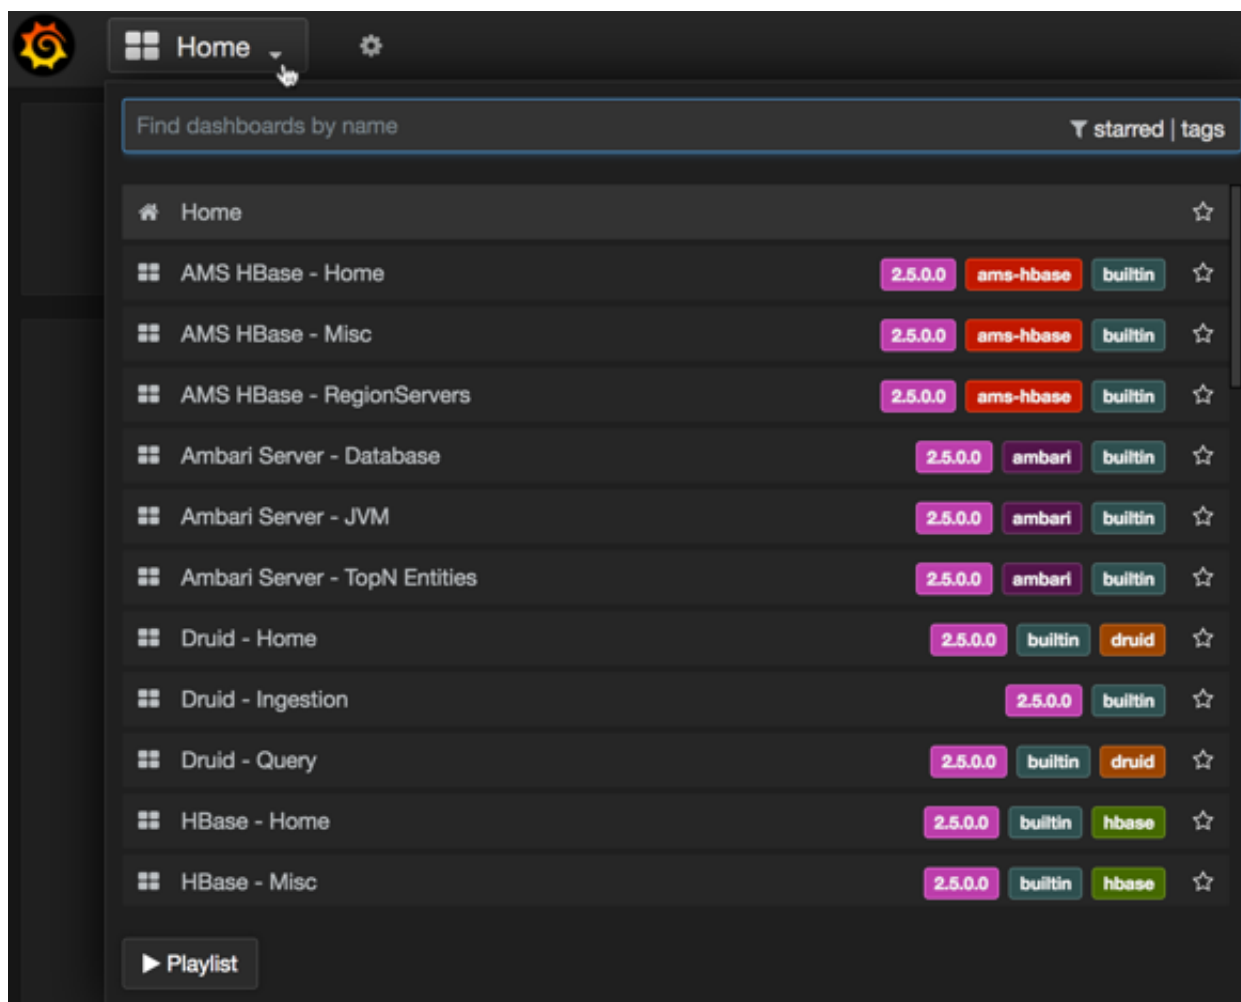 Home
Find dashboards by name starred | tags
Home
AMS HBase - Home 2.5.0.0 ams-hbase builtin
AMS HBase - Misc 2.5.0.0 ams-hbase builtin
AMS HBase - RegionServers 2.5.0.0 ams-hbase builtin
Ambari Server - Database 2.5.0.0 ambari builtin
Ambari Server - JVM 2.5.0.0 ambari builtin
Ambari Server - TopN Entities 2.5.0.0 ambari builtin
Druid - Home 2.5.0.0 builtin druid
Druid - Ingestion 2.5.0.0 builtin
Druid - Query 2.5.0.0 builtin druid
HBase - Home 2.5.0.0 builtin hbase
HBase - Misc 2.5.0.0 builtin hbase
Playlist